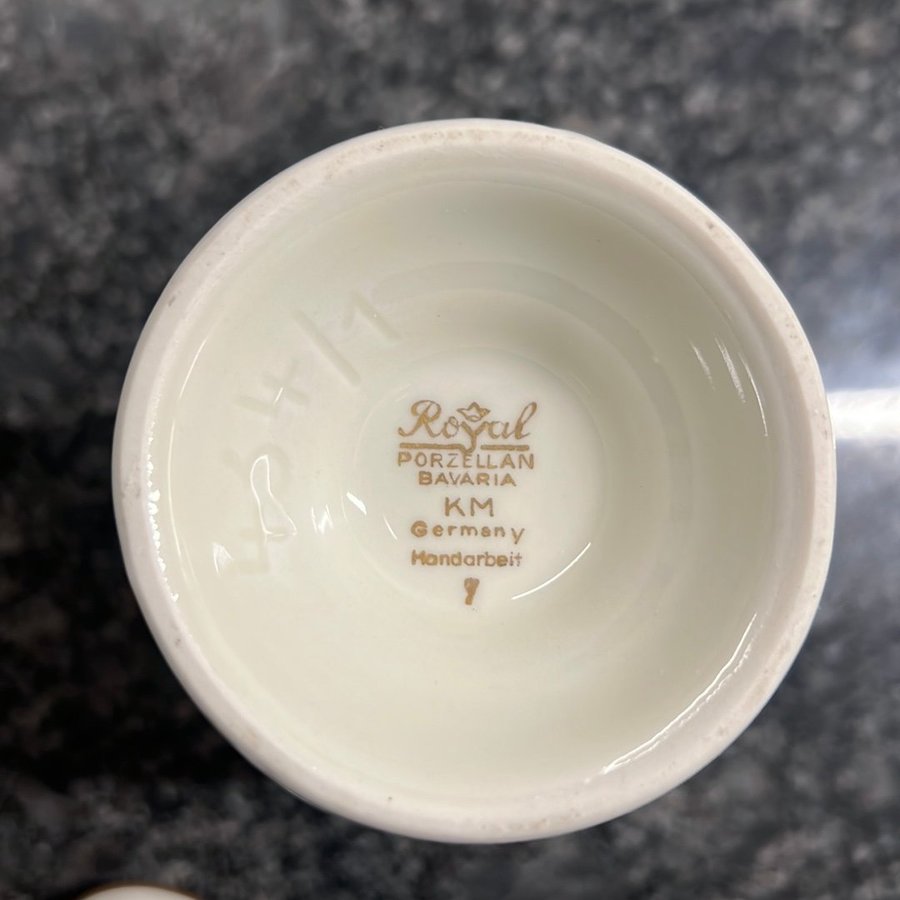 Royal
PORZELLAN
BAVARIA
KM
Germany
Handarbeit